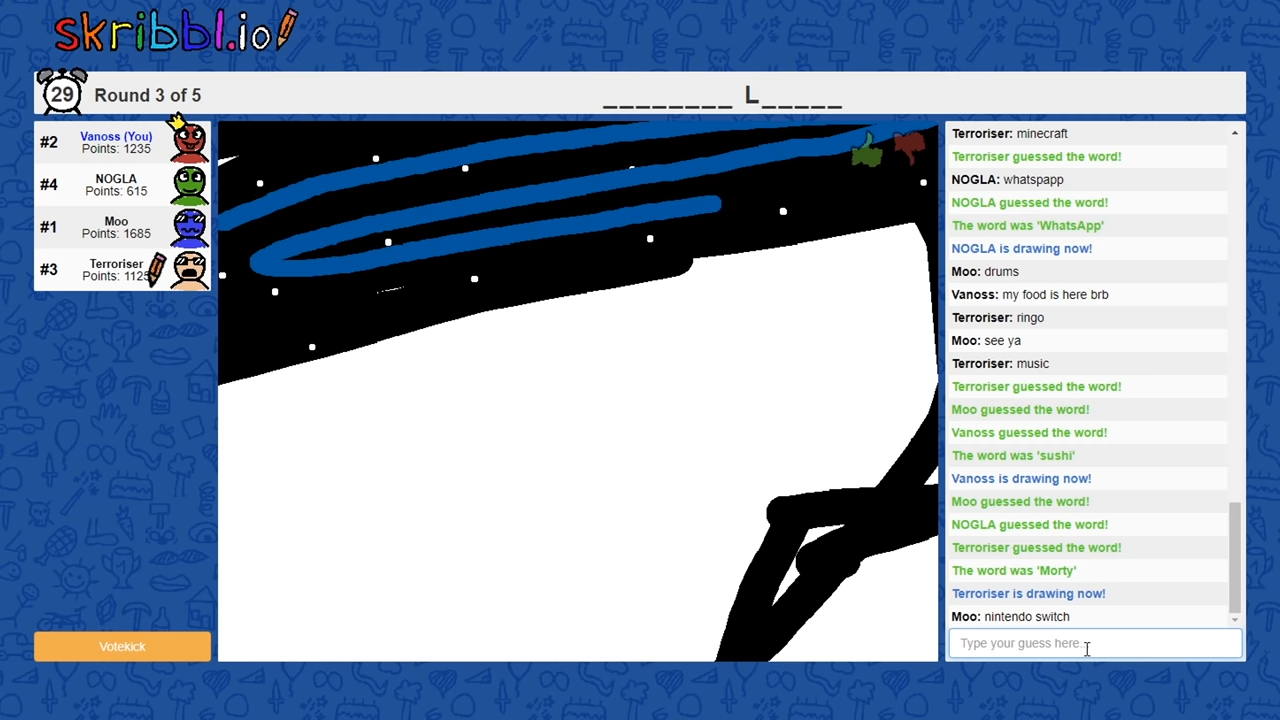 skribbl.io
29
Round 3 of 5
________ L_____
#2
Vanoss (You)
Points: 1235
#4
NOGLA
Points: 615
#1
Moo
Points: 1685
#3
Terroriser
Points: 1125
Votekick
Terroriser: minecraft
Terroriser guessed the word!
NOGLA: whatspapp
NOGLA guessed the word!
The word was 'WhatsApp'
NOGLA is drawing now!
Moo: drums
Vanoss: my food is here brb
Terroriser: ringo
Moo: see ya
Terroriser: music
Terroriser guessed the word!
Moo guessed the word!
Vanoss guessed the word!
The word was 'sushi'
Vanoss is drawing now!
Moo guessed the word!
NOGLA guessed the word!
Terroriser guessed the word!
The word was 'Morty'
Terroriser is drawing now!
Moo: nintendo switch
Type your guess here...